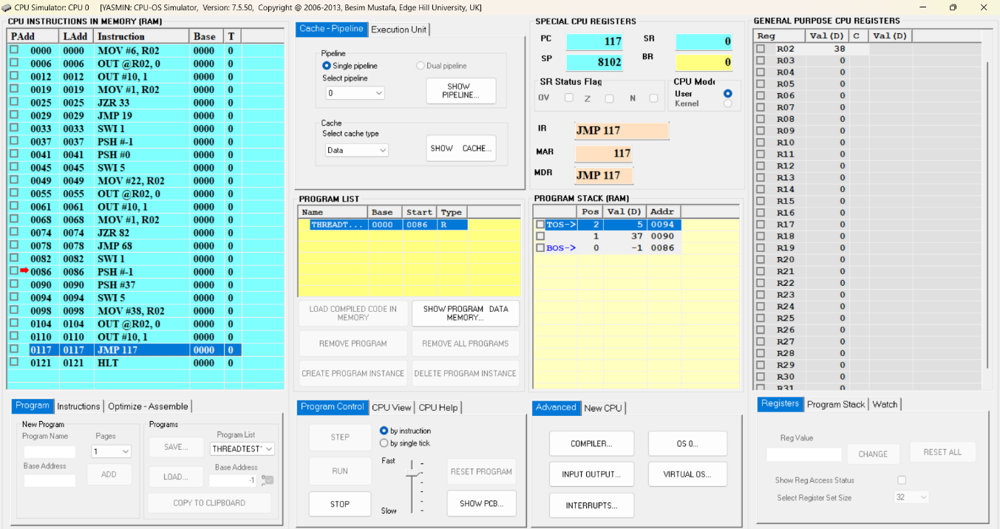 CPU Simulator: CPU 0 [YASMIN: CPU-OS Simulator, Version: 7.5.50, Copyright @ 2006-2013, Besim Mustafa, Edge Hill University, UK]
CPU INSTRUCTIONS IN MEMORY (RAM)
PAdd LAdd Instruction Base T
0000 0000 MOV #6, R02 0000 0
0006 0006 OUT @R02, 0 0000 0
0012 0012 OUT #10, 1 0000 0
0019 0019 MOV #1, R02 0000 0
0025 0025 JZR 33 0000 0
0029 0029 JMP 19 0000 0
0033 0033 SWI 1 0000 0
0037 0037 PSH #-1 0000 0
0041 0041 PSH #0 0000 0
0045 0045 SWI 5 0000 0
0049 0049 MOV #22, R02 0000 0
0055 0055 OUT @R02, 0 0000 0
0061 0061 OUT #10, 1 0000 0
0068 0068 MOV #1, R02 0000 0
0074 0074 JZR 82 0000 0
0078 0078 JMP 68 0000 0
0082 0082 SWI 1 0000 0
0086 0086 PSH #-1 0000 0
0090 0090 PSH #37 0000 0
0094 0094 SWI 5 0000 0
0098 0098 MOV #38, R02 0000 0
0104 0104 OUT @R02, 0 0000 0
0110 0110 OUT #10, 1 0000 0
0117 0117 JMP 117 0000 0
0121 0121 HLT 0000 0
Program Instructions Optimize - Assemble
New Program
Program Name Pages
1
Base Address
ADD
Programs
SAVE... Program List
THREADTEST
LOAD... Base Address
-1
COPY TO CLIPBOARD
Cache - Pipeline Execution Unit
Pipeline
Single pipeline Dual pipeline
Select pipeline
0
SHOW
PIPELINE...
Cache
Select cache type
Data
SHOW CACHE...
PROGRAM LIST
Name Base Start Type
THREADT... 0000 0086 R
LOAD COMPILED CODE IN
MEMORY
SHOW PROGRAM DATA
MEMORY...
REMOVE PROGRAM REMOVE ALL PROGRAMS
CREATE PROGRAM INSTANCE DELETE PROGRAM INSTANCE
Program Control CPU View CPU Help
STEP
by instruction
by single tick
RUN
Fast
Slow
RESET PROGRAM
STOP
SHOW PCB...
SPECIAL CPU REGISTERS
PC 117 SR 0
SP 8102 BR 0
SR Status Flag
OV Z N
CPU Mode
User
Kernel
IR JMP 117
MAR 117
MDR JMP 117
PROGRAM STACK (RAM)
Pos Val(D) Addr
TOS-> 2 5 0094
1 37 0090
BOS-> 0 -1 0086
Advanced New CPU
COMPILER... OS 0...
INPUT OUTPUT... VIRTUAL OS...
INTERRUPTS...
GENERAL PURPOSE CPU REGISTERS
Reg Val(D) C Val(D)
R02 38
R03 0
R04 0
R05 0
R06 0
R07 0
R08 0
R09 0
R10 0
R11 0
R12 0
R13 0
R14 0
R15 0
R16 0
R17 0
R18 0
R19 0
R20 0
R21 0
R22 0
R23 0
R24 0
R25 0
R26 0
R27 0
R28 0
R29 0
R30 0
R31 0
Registers Program Stack Watch
Reg Value
CHANGE RESET ALL
Show Reg Access Status
Select Register Set Size 32